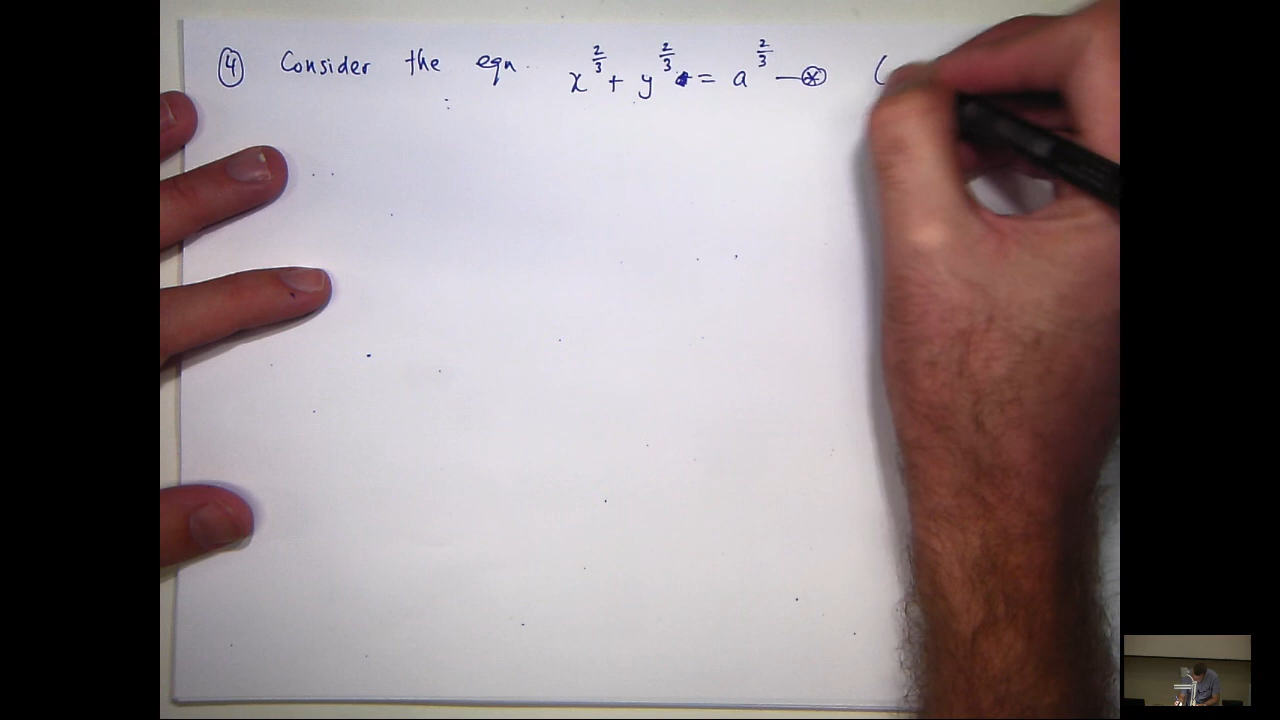 ④ Consider the eqn. x^{2/3} + y^{2/3} = a^{2/3} —⊛ (